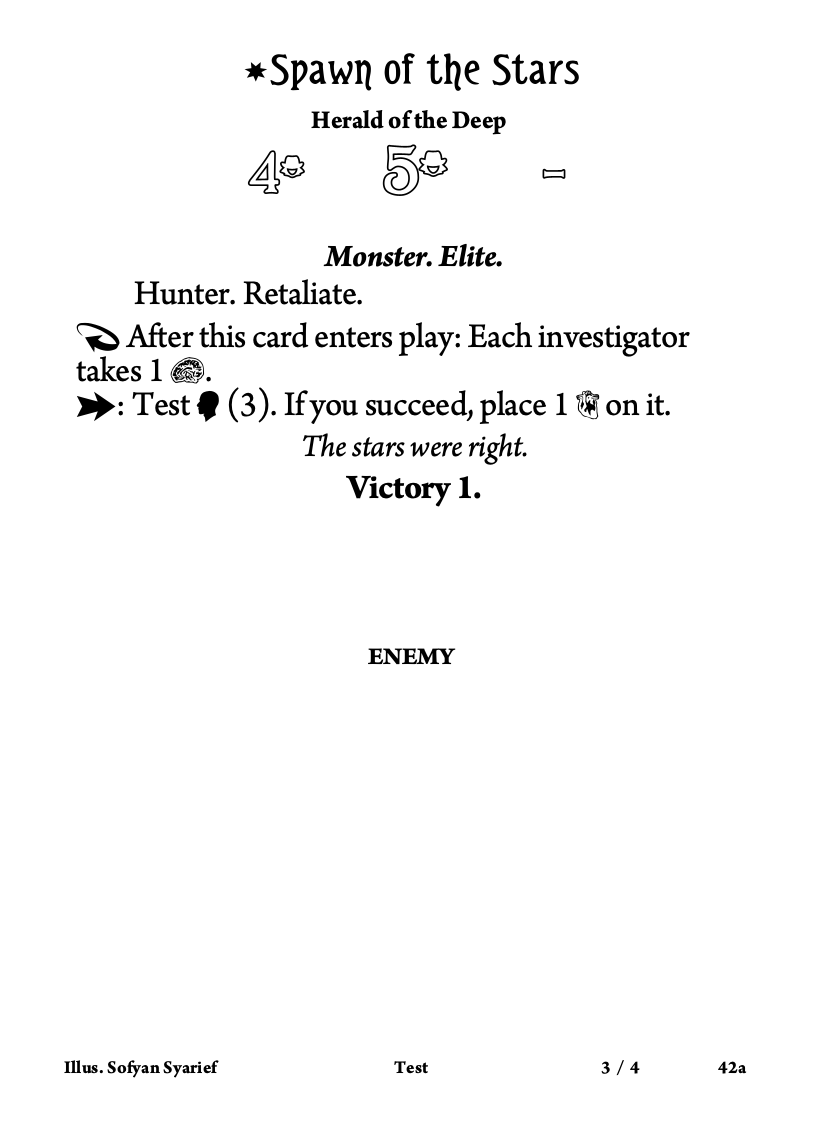 Spawn of the Stars
Herald of the Deep
4 5 –
Monster. Elite.
Hunter. Retaliate.
After this card enters play: Each investigator
takes 1 .
: Test (3). If you succeed, place 1 on it.
The stars were right.
Victory 1.
ENEMY
Illus. Sofyan Syarief Test 3 / 4 42a